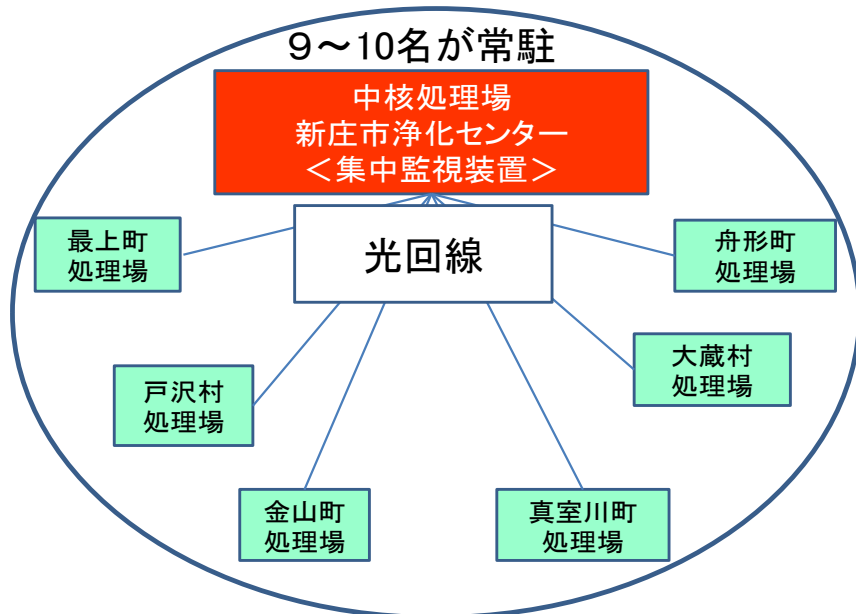 ９～10名が常駐
中核処理場
新庄市浄化センター
＜集中監視装置＞
光回線
最上町
処理場
舟形町
処理場
大蔵村
処理場
戸沢村
処理場
金山町
処理場
真室川町
処理場